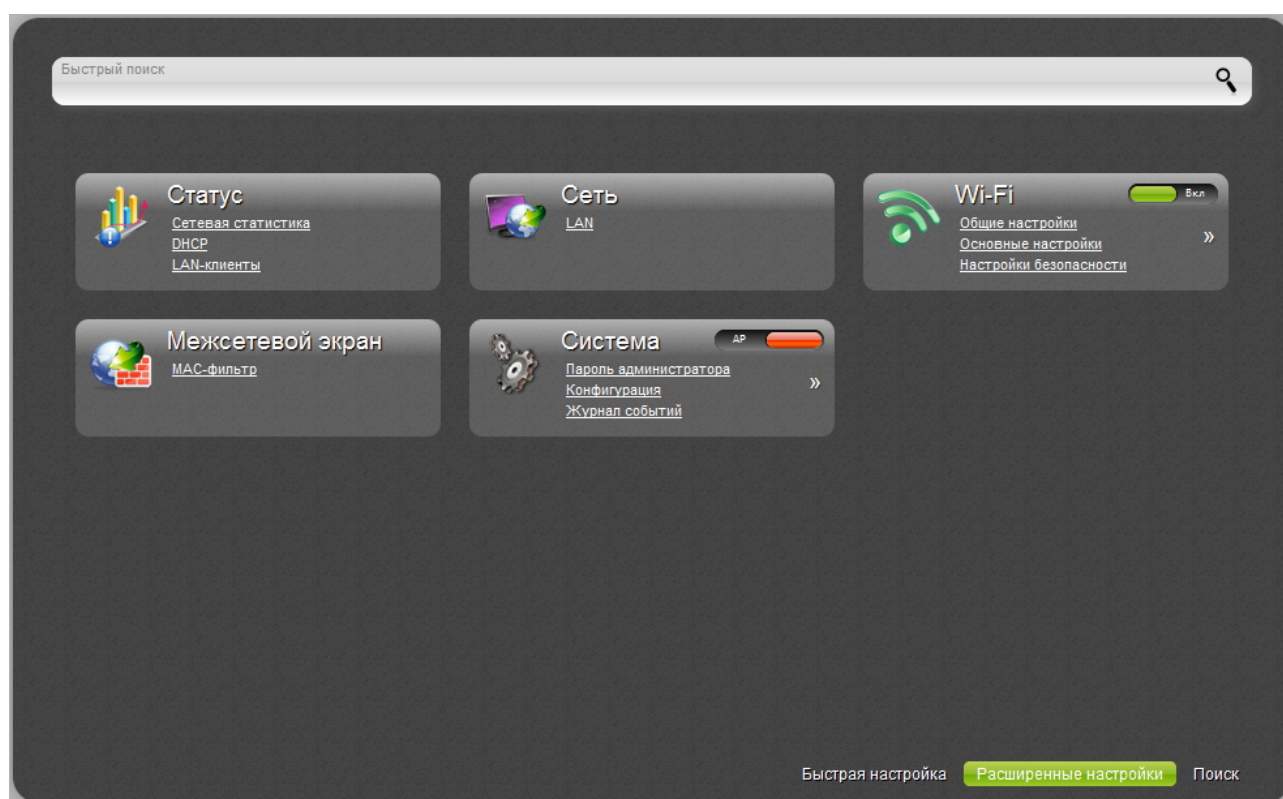 Быстрый поиск
Статус
Сетевая статистика
DHCP
LAN-клиенты
Сеть
LAN
Wi-Fi
Вкл
Общие настройки
Основные настройки
Настройки безопасности
»
Межсетевой экран
MAC-фильтр
Система
AP
Пароль администратора
Конфигурация
Журнал событий
»
Быстрая настройка
Расширенные настройки
Поиск